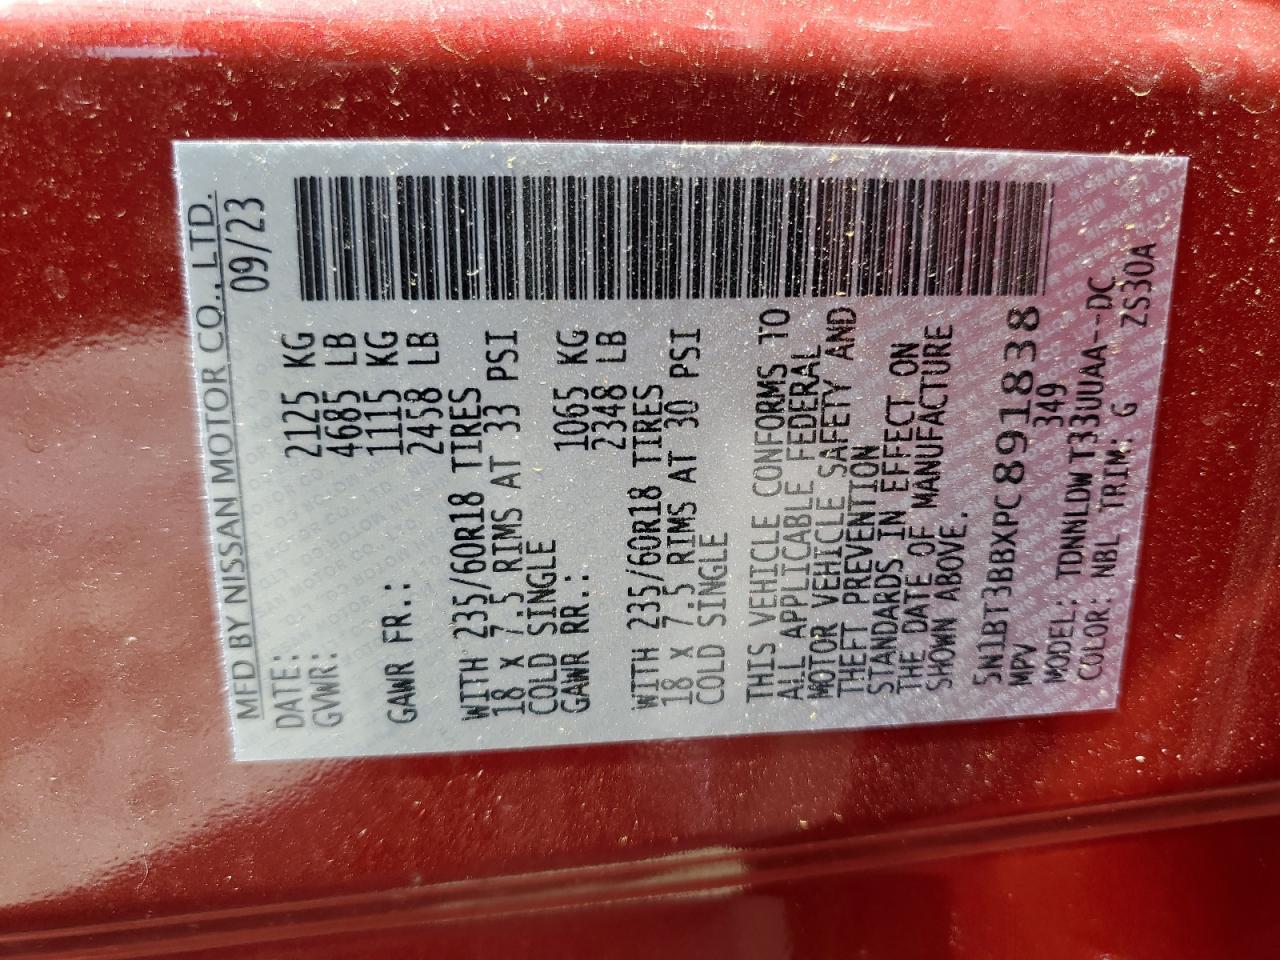 MFD BY NISSAN MOTOR CO., LTD.
DATE: 09/23
GVWR: 2125 KG
4685 LB
GAWR FR.: 1115 KG
2458 LB
WITH 235/60R18 TIRES
18 X 7.5 RIMS AT 33 PSI
COLD SINGLE
GAWR RR.: 1065 KG
2348 LB
WITH 235/60R18 TIRES
18 X 7.5 RIMS AT 30 PSI
COLD SINGLE
THIS VEHICLE CONFORMS TO
ALL APPLICABLE FEDERAL
MOTOR VEHICLE SAFETY AND
THEFT PREVENTION
STANDARDS IN EFFECT ON
THE DATE OF MANUFACTURE
SHOWN ABOVE.
5N1BT3BBXPC891838
MPV 349
MODEL: TDNNLDW T33UUAA--DC
COLOR: NBL TRIM: G ZS30A